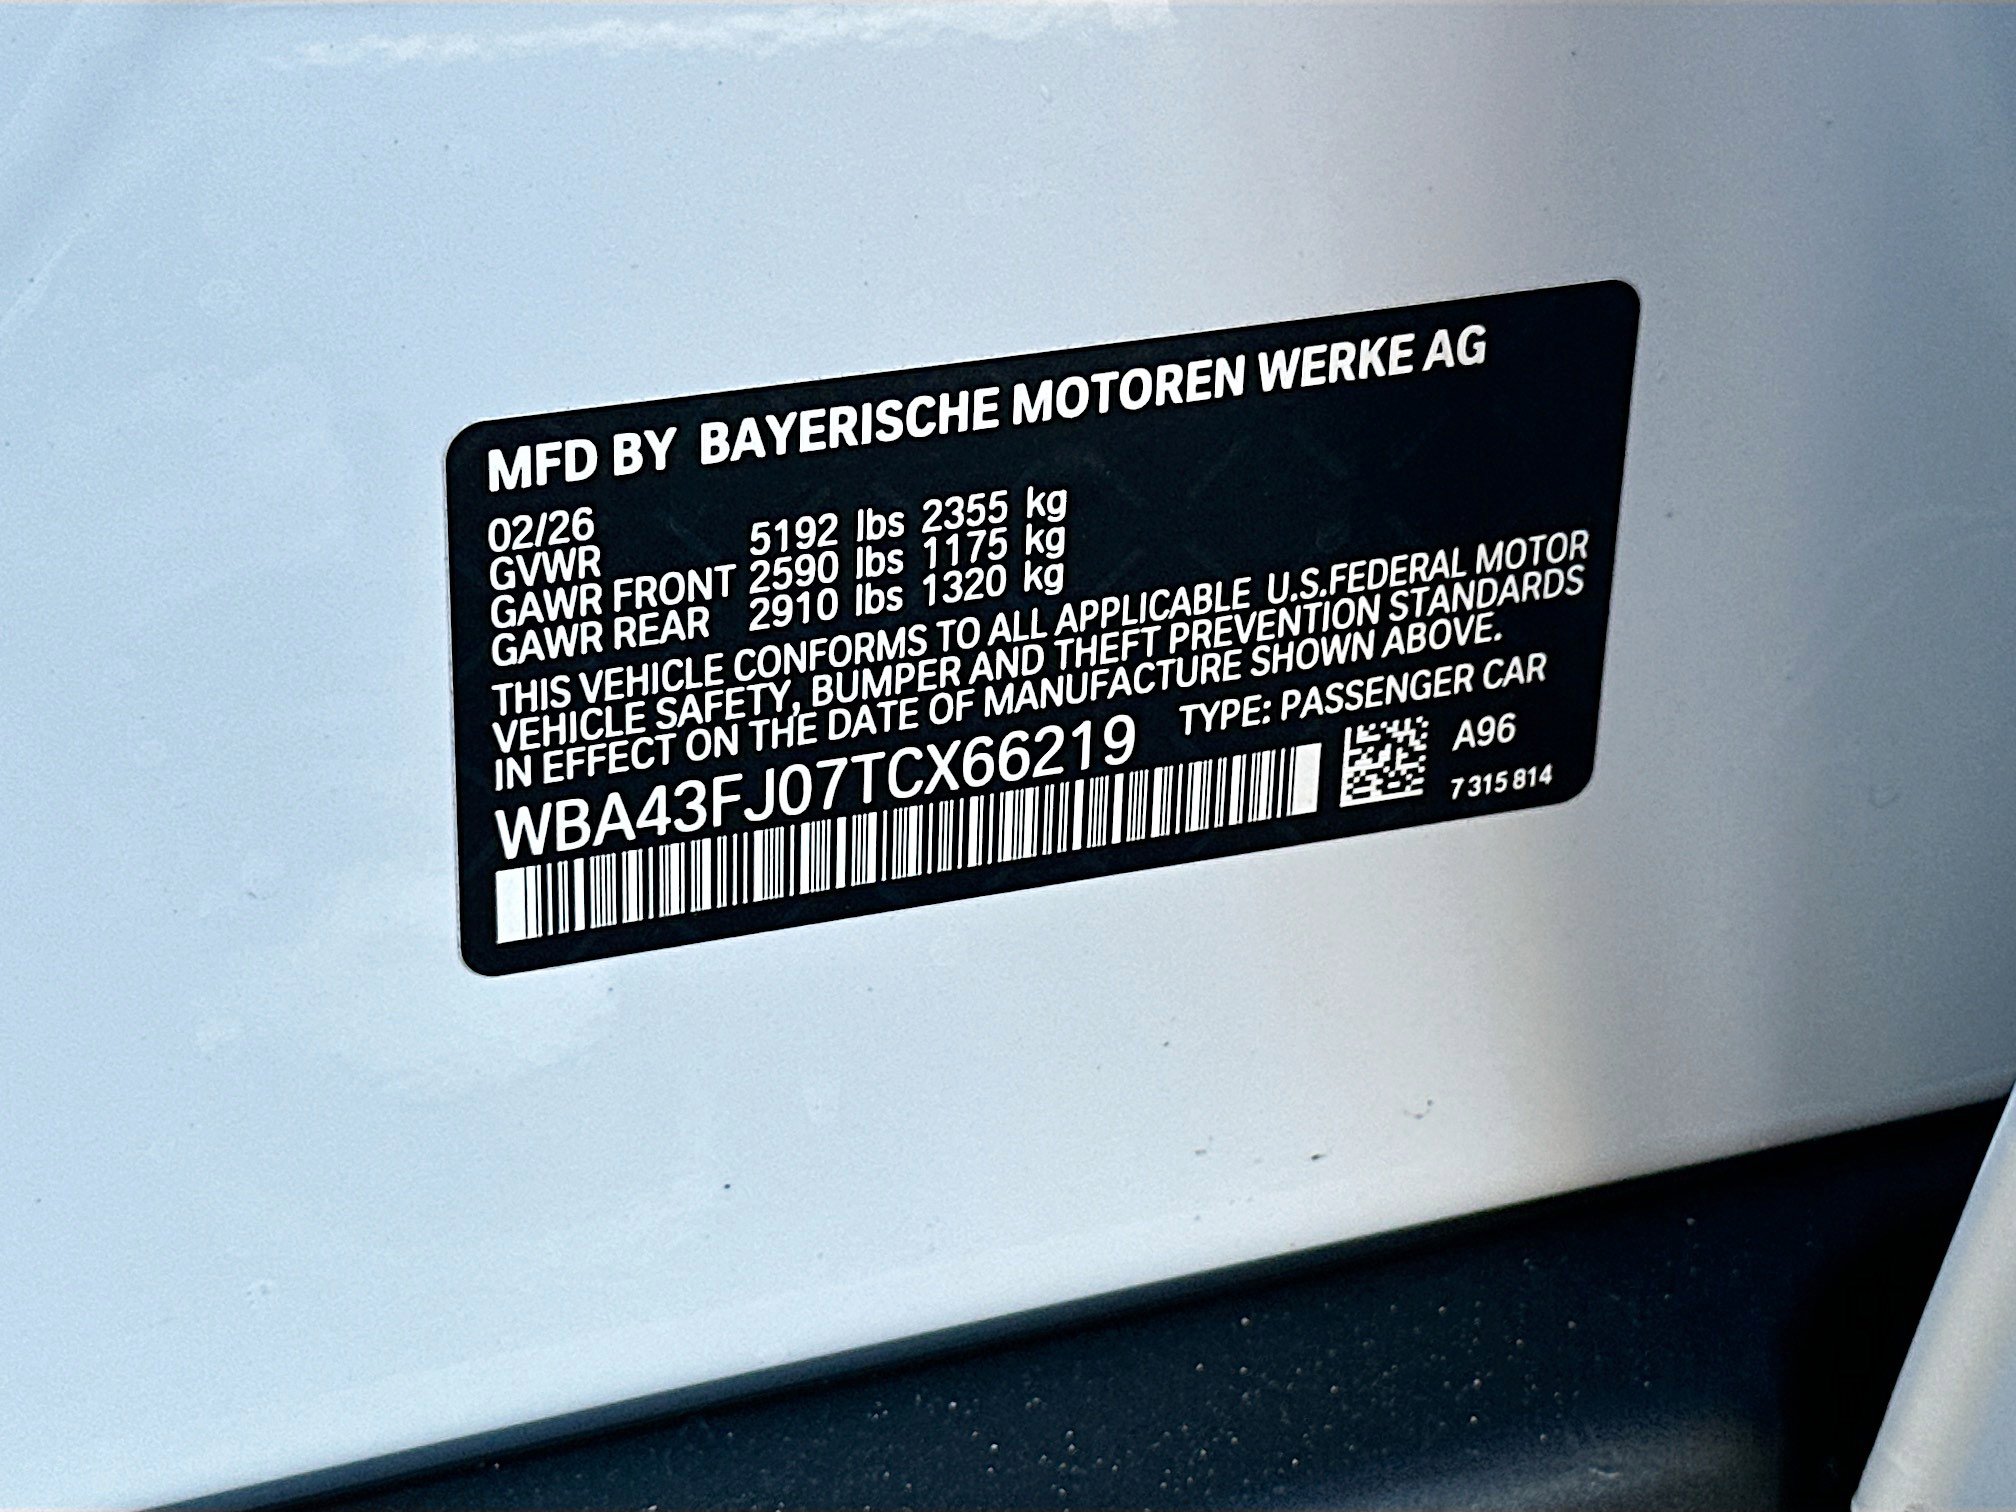 MFD BY BAYERISCHE MOTOREN WERKE AG
02/26
GVWR 5192 lbs 2355 kg
GAWR FRONT 2590 lbs 1175 kg
GAWR REAR 2910 lbs 1320 kg
THIS VEHICLE CONFORMS TO ALL APPLICABLE U.S.FEDERAL MOTOR
VEHICLE SAFETY, BUMPER AND THEFT PREVENTION STANDARDS
IN EFFECT ON THE DATE OF MANUFACTURE SHOWN ABOVE.
WBA43FJ07TCX66219 TYPE: PASSENGER CAR
A96
7 315 814